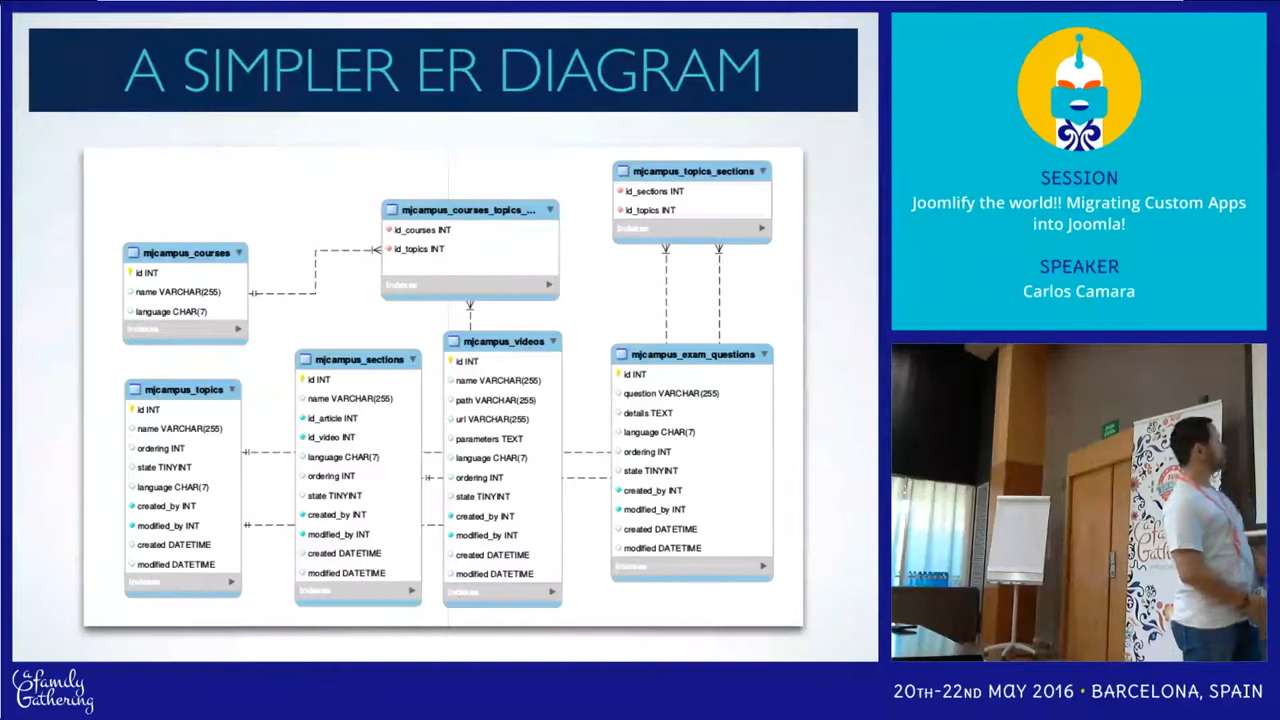 A SIMPLER ER DIAGRAM
mjcampus_courses
id INT
name VARCHAR(255)
language CHAR(7)
Indexes
mjcampus_courses_topics_...
id_courses INT
id_topics INT
Indexes
mjcampus_topics_sections
id_sections INT
id_topics INT
Indexes
mjcampus_topics
id INT
name VARCHAR(255)
ordering INT
state TINYINT
language CHAR(7)
created_by INT
modified_by INT
created DATETIME
modified DATETIME
Indexes
mjcampus_sections
id INT
name VARCHAR(255)
id_article INT
id_video INT
language CHAR(7)
ordering INT
state TINYINT
created_by INT
modified_by INT
created DATETIME
modified DATETIME
Indexes
mjcampus_videos
id INT
name VARCHAR(255)
path VARCHAR(255)
url VARCHAR(255)
parameters TEXT
language CHAR(7)
ordering INT
state TINYINT
created_by INT
modified_by INT
created DATETIME
modified DATETIME
Indexes
mjcampus_exam_questions
id INT
question VARCHAR(255)
details TEXT
language CHAR(7)
ordering INT
state TINYINT
created_by INT
modified_by INT
created DATETIME
modified DATETIME
Indexes
SESSION
Joomlify the world!! Migrating Custom Apps
into Joomla!
SPEAKER
Carlos Camara
a family
Gathering
20TH-22ND MAY 2016 • BARCELONA, SPAIN